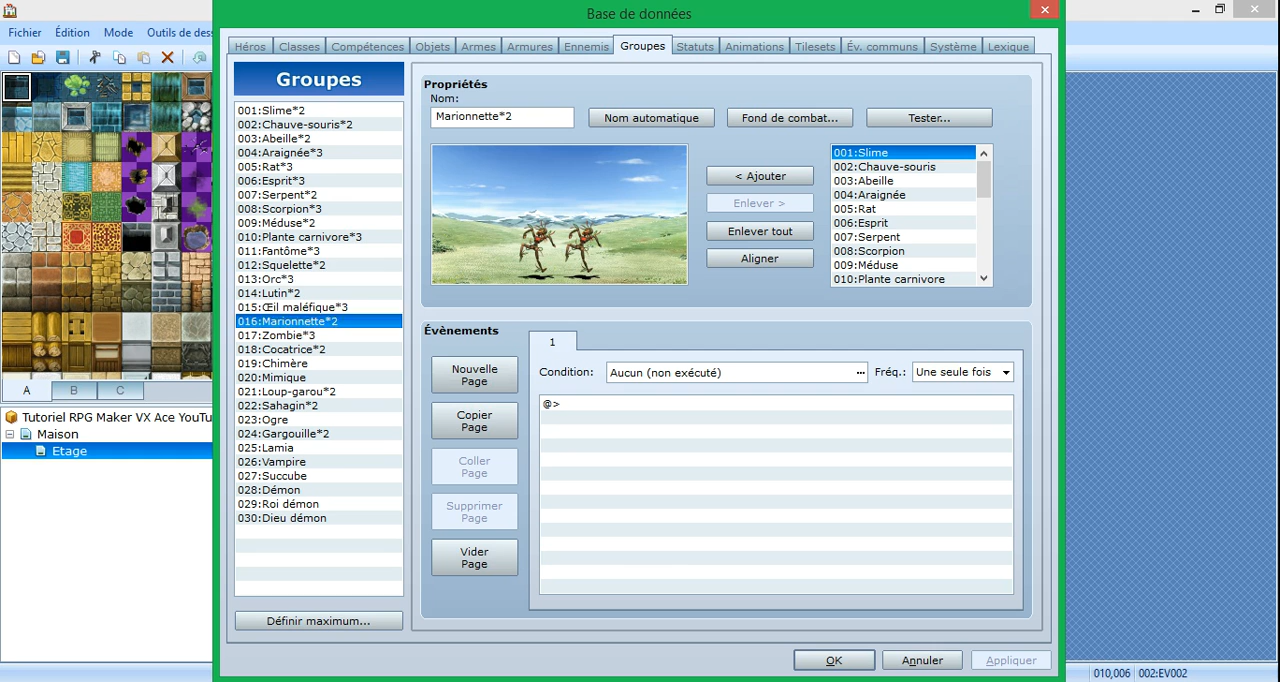 Base de données
Fichier Édition Mode Outils de dess
Héros Classes Compétences Objets Armes Armures Ennemis Groupes Statuts Animations Tilesets Év. communs Système Lexique
Groupes
001:Slime*2
002:Chauve-souris*2
003:Abeille*2
004:Araignée*3
005:Rat*3
006:Esprit*3
007:Serpent*2
008:Scorpion*3
009:Méduse*2
010:Plante carnivore*3
011:Fantôme*3
012:Squelette*2
013:Orc*3
014:Lutin*2
015:Œil maléfique*3
016:Marionnette*2
017:Zombie*3
018:Cocatrice*2
019:Chimère
020:Mimique
021:Loup-garou*2
022:Sahagin*2
023:Ogre
024:Gargouille*2
025:Lamia
026:Vampire
027:Succube
028:Démon
029:Roi démon
030:Dieu démon
Définir maximum...
Propriétés
Nom:
Marionnette*2
Nom automatique
Fond de combat...
Tester...
< Ajouter
Enlever >
Enlever tout
Aligner
001:Slime
002:Chauve-souris
003:Abeille
004:Araignée
005:Rat
006:Esprit
007:Serpent
008:Scorpion
009:Méduse
010:Plante carnivore
Évènements
Nouvelle
Page
Copier
Page
Coller
Page
Supprimer
Page
Vider
Page
1
Condition: Aucun (non exécuté) ... Fréq.: Une seule fois
@>
A B C
Tutoriel RPG Maker VX Ace YouTu
Maison
Etage
OK Annuler Appliquer
010,006 002:EV002